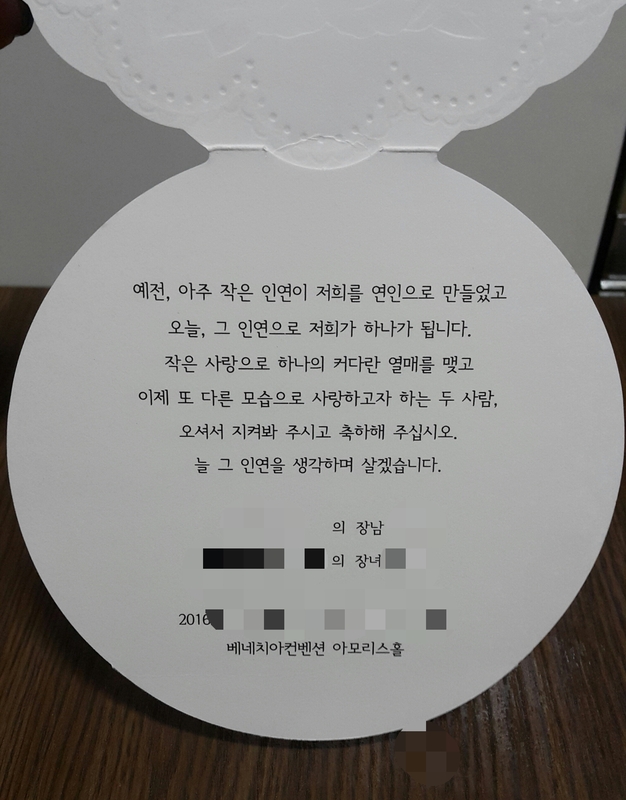 예전, 아주 작은 인연이 저희를 연인으로 만들었고
오늘, 그 인연으로 저희가 하나가 됩니다.
작은 사랑으로 하나의 커다란 열매를 맺고
이제 또 다른 모습으로 사랑하고자 하는 두 사람,
오셔서 지켜봐 주시고 축하해 주십시오.
늘 그 인연을 생각하며 살겠습니다.
의 장남
의 장녀
2016
베네치아컨벤션 아모리스홀